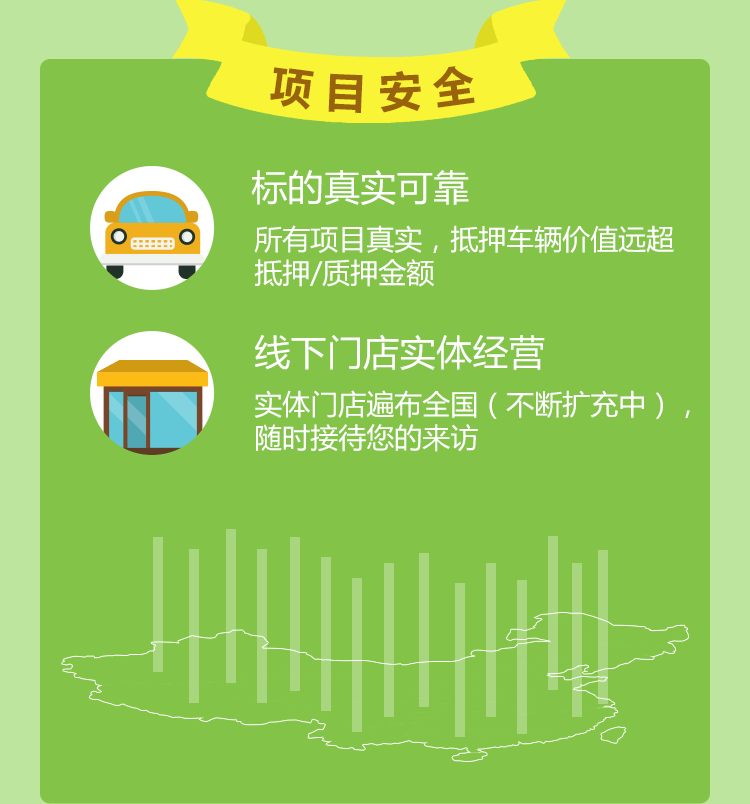 项目安全
标的真实可靠
所有项目真实，抵押车辆价值远超
抵押/质押金额
线下门店实体经营
实体门店遍布全国（不断扩充中），
随时接待您的来访